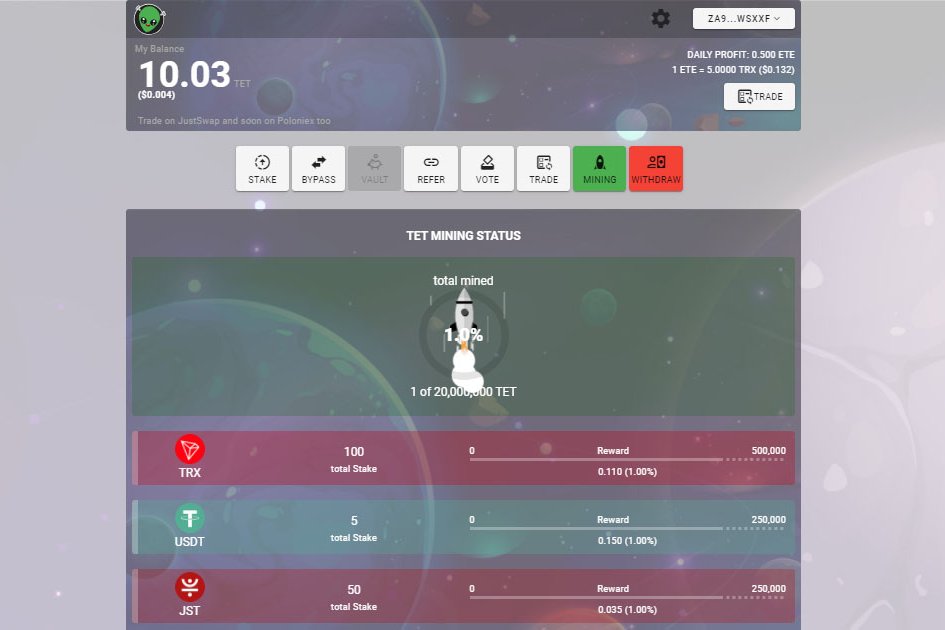 ZA9...WSXXF
My Balance
10.03 TET
($0.004)
Trade on JustSwap and soon on Poloniex too
DAILY PROFIT: 0.500 ETE
1 ETE = 5.0000 TRX ($0.132)
TRADE
STAKE BYPASS VAULT REFER VOTE TRADE MINING WITHDRAW
TET MINING STATUS
total mined
1.0%
1 of 20,000,000 TET
TRX
100
total Stake
0 Reward 500,000
0.110 (1.00%)
USDT
5
total Stake
0 Reward 250,000
0.150 (1.00%)
JST
50
total Stake
0 Reward 250,000
0.035 (1.00%)